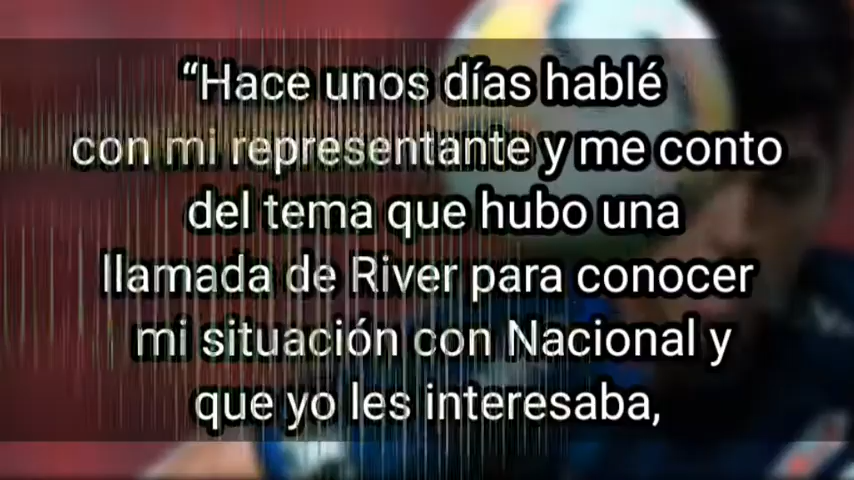 “Hace unos días hablé
con mi representante y me conto
del tema que hubo una
llamada de River para conocer
mi situación con Nacional y
que yo les interesaba,